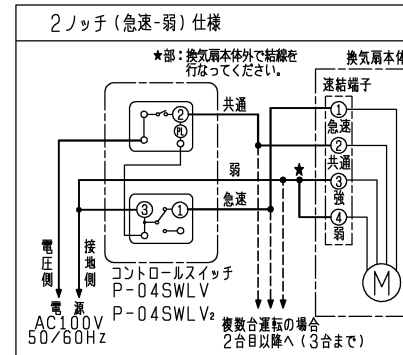 2ノッチ(急速-弱)仕様
★部：換気扇本体外で結線を
行なってください。
換気扇本体
速結端子
共通
②
PL
①
急速
②
共通
弱
★
③
強
急速
③
①
④
弱
M
電圧側
接地側
コントロールスイッチ
P-04SWLV
P-04SWLV₂
電源
AC100V
50/60Hz
複数台運転の場合
2台目以降へ(3台まで)